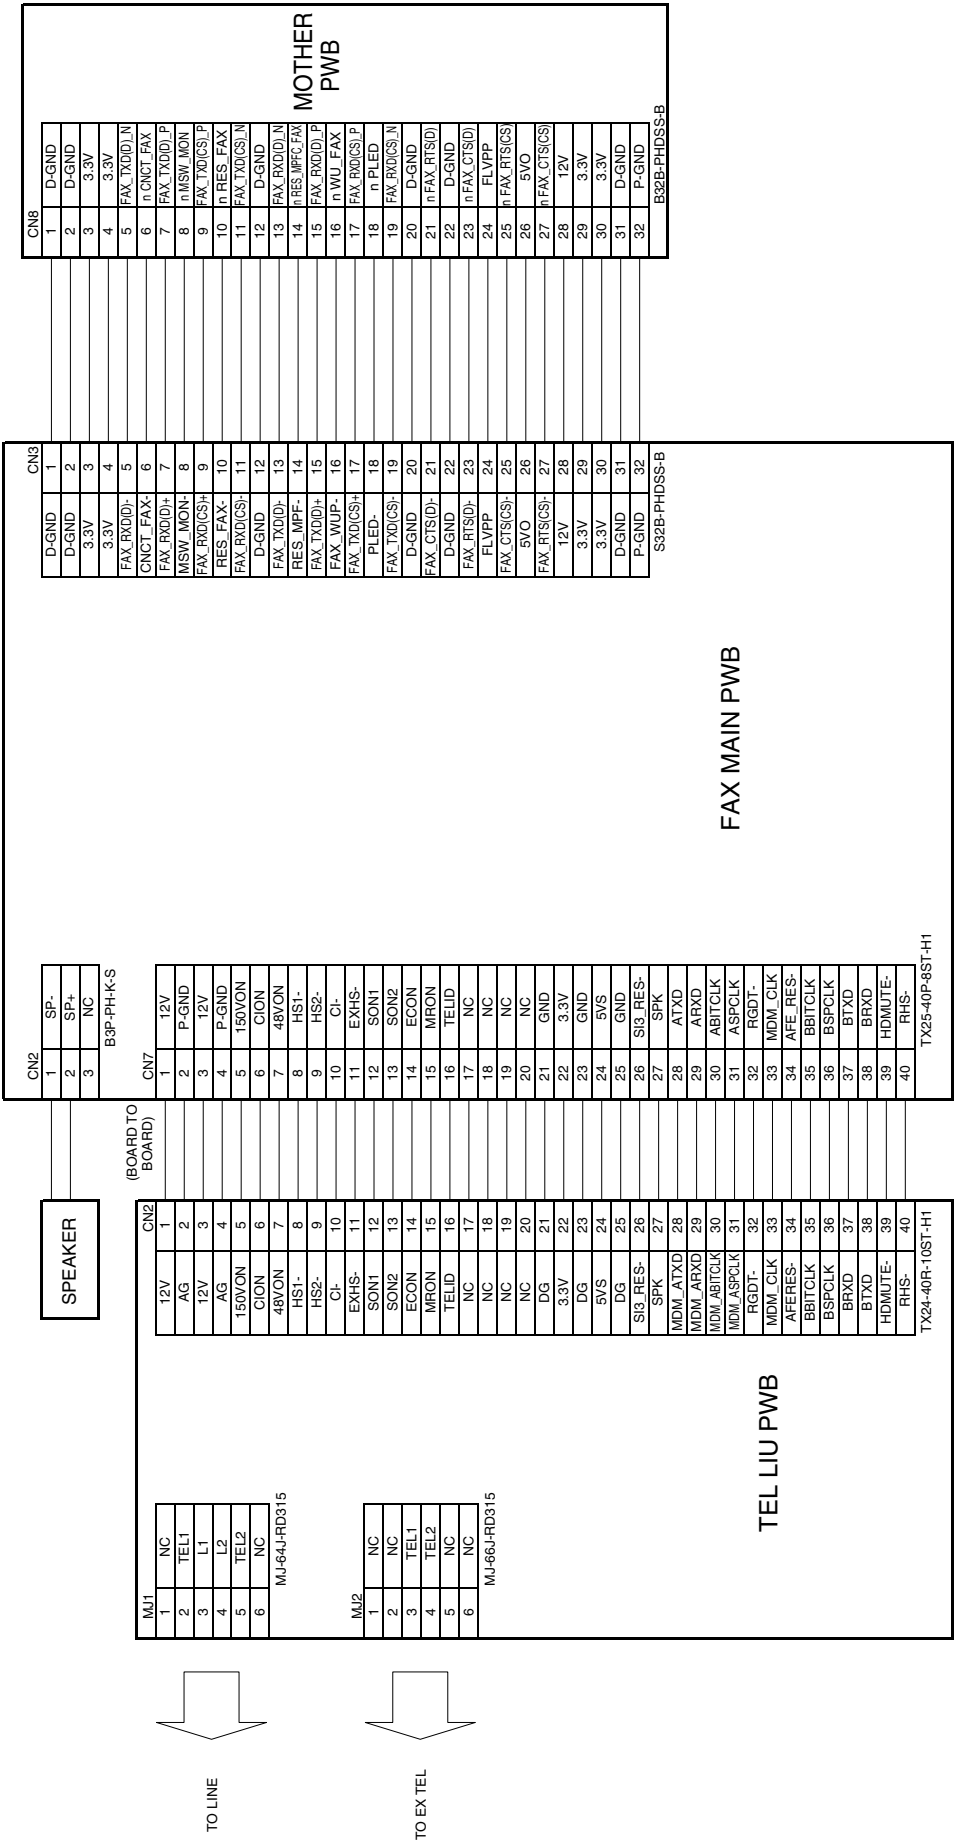 MOTHER
PWB
CN8
1 D-GND
2 D-GND
3 3.3V
4 3.3V
5 FAX_TXD(D)_N
6 n CNCT_FAX
7 FAX_TXD(D)_P
8 n MSW_MON
9 FAX_TXD(CS)_P
10 n RES_FAX
11 FAX_TXD(CS)_N
12 D-GND
13 FAX_RXD(D)_N
14 n RES_MPFC_FAX
15 FAX_RXD(D)_P
16 n WU_FAX
17 FAX_RXD(CS)_P
18 n PLED
19 FAX_RXD(CS)_N
20 D-GND
21 n FAX_RTS(D)
22 D-GND
23 n FAX_CTS(D)
24 FLVPP
25 n FAX_RTS(CS)
26 5VO
27 n FAX_CTS(CS)
28 12V
29 3.3V
30 3.3V
31 D-GND
32 P-GND
B32B-PHDSS-B
CN3
D-GND 1
D-GND 2
3.3V 3
3.3V 4
FAX_RXD(D)- 5
CNCT_FAX- 6
FAX_RXD(D)+ 7
MSW_MON- 8
FAX_RXD(CS)+ 9
RES_FAX- 10
FAX_RXD(CS)- 11
D-GND 12
FAX_TXD(D)- 13
RES_MPF- 14
FAX_TXD(D)+ 15
FAX_WUP- 16
FAX_TXD(CS)+ 17
PLED- 18
FAX_TXD(CS)- 19
D-GND 20
FAX_CTS(D)- 21
D-GND 22
FAX_RTS(D)- 23
FLVPP 24
FAX_CTS(CS)- 25
5VO 26
FAX_RTS(CS)- 27
12V 28
3.3V 29
3.3V 30
D-GND 31
P-GND 32
S32B-PHDSS-B
FAX MAIN PWB
CN2
1 SP-
2 SP+
3 NC
B3P-PH-K-S
CN7
1 12V
2 P-GND
3 12V
4 P-GND
5 150VON
6 CION
7 48VON
8 HS1-
9 HS2-
10 CI-
11 EXHS-
12 SON1
13 SON2
14 ECON
15 MRON
16 TELID
17 NC
18 NC
19 NC
20 NC
21 GND
22 3.3V
23 GND
24 5VS
25 GND
26 SI3_RES-
27 SPK
28 ATXD
29 ARXD
30 ABITCLK
31 ASPCLK
32 RGDT-
33 MDM_CLK
34 AFE_RES-
35 BBITCLK
36 BSPCLK
37 BTXD
38 BRXD
39 HDMUTE-
40 RHS-
TX25-40P-8ST-H1
(BOARD TO
BOARD)
SPEAKER
CN2
12V 1
AG 2
12V 3
AG 4
150VON 5
CION 6
48VON 7
HS1- 8
HS2- 9
CI- 10
EXHS- 11
SON1 12
SON2 13
ECON 14
MRON 15
TELID 16
NC 17
NC 18
NC 19
NC 20
DG 21
3.3V 22
DG 23
5VS 24
DG 25
SI3_RES- 26
SPK 27
MDM_ATXD 28
MDM_ARXD 29
MDM_ABITCLK 30
MDM_ASPCLK 31
RGDT- 32
MDM_CLK 33
AFERES- 34
BBITCLK 35
BSPCLK 36
BRXD 37
BTXD 38
HDMUTE- 39
RHS- 40
TX24-40R-10ST-H1
TEL LIU PWB
MJ1
1 NC
2 TEL1
3 L1
4 L2
5 TEL2
6 NC
MJ-64J-RD315
MJ2
1 NC
2 NC
3 TEL1
4 TEL2
5 NC
6 NC
MJ-66J-RD315
TO LINE
TO EX TEL